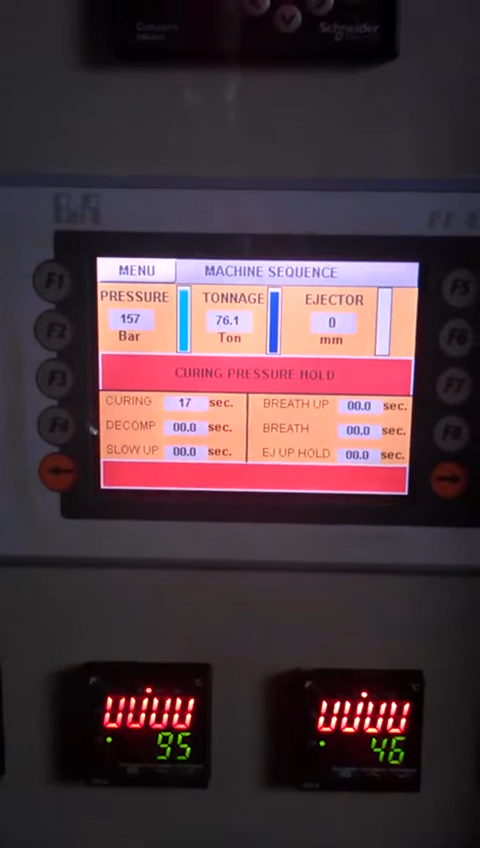 Schneider
F1
F2
F3
F4
F5
F6
F7
F8
MENU MACHINE SEQUENCE
PRESSURE TONNAGE EJECTOR
157 76.1 0
Bar Ton mm
CURING PRESSURE HOLD
CURING 17 sec. BREATH UP 00.0 sec.
DECOMP 00.0 sec. BREATH 00.0 sec.
SLOW UP 00.0 sec. EJ UP HOLD 00.0 sec.
95 46